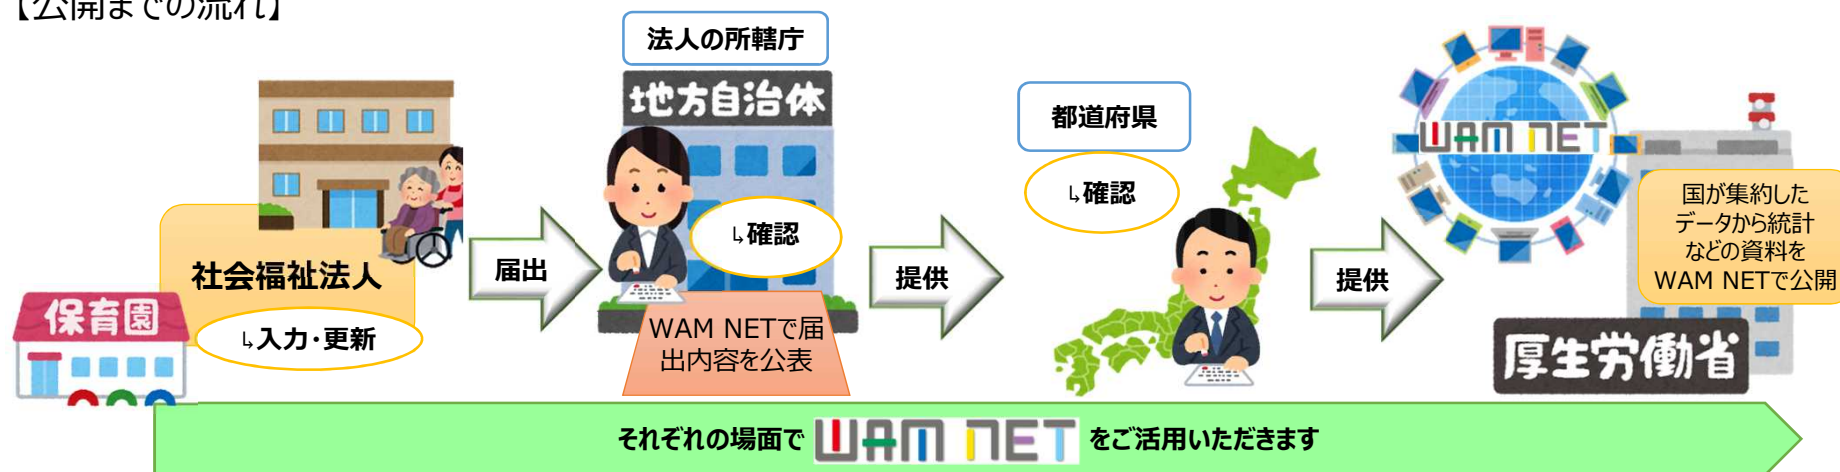 【公開までの流れ】
法人の所轄庁
地方自治体
都道府県
WAM NET
↳確認
↳確認
国が集約した
データから統計
などの資料を
WAM NETで公開
社会福祉法人
届出
提供
提供
保育園
↳入力・更新
WAM NETで届
出内容を公表
厚生労働省
それぞれの場面で WAM NET をご活用いただきます